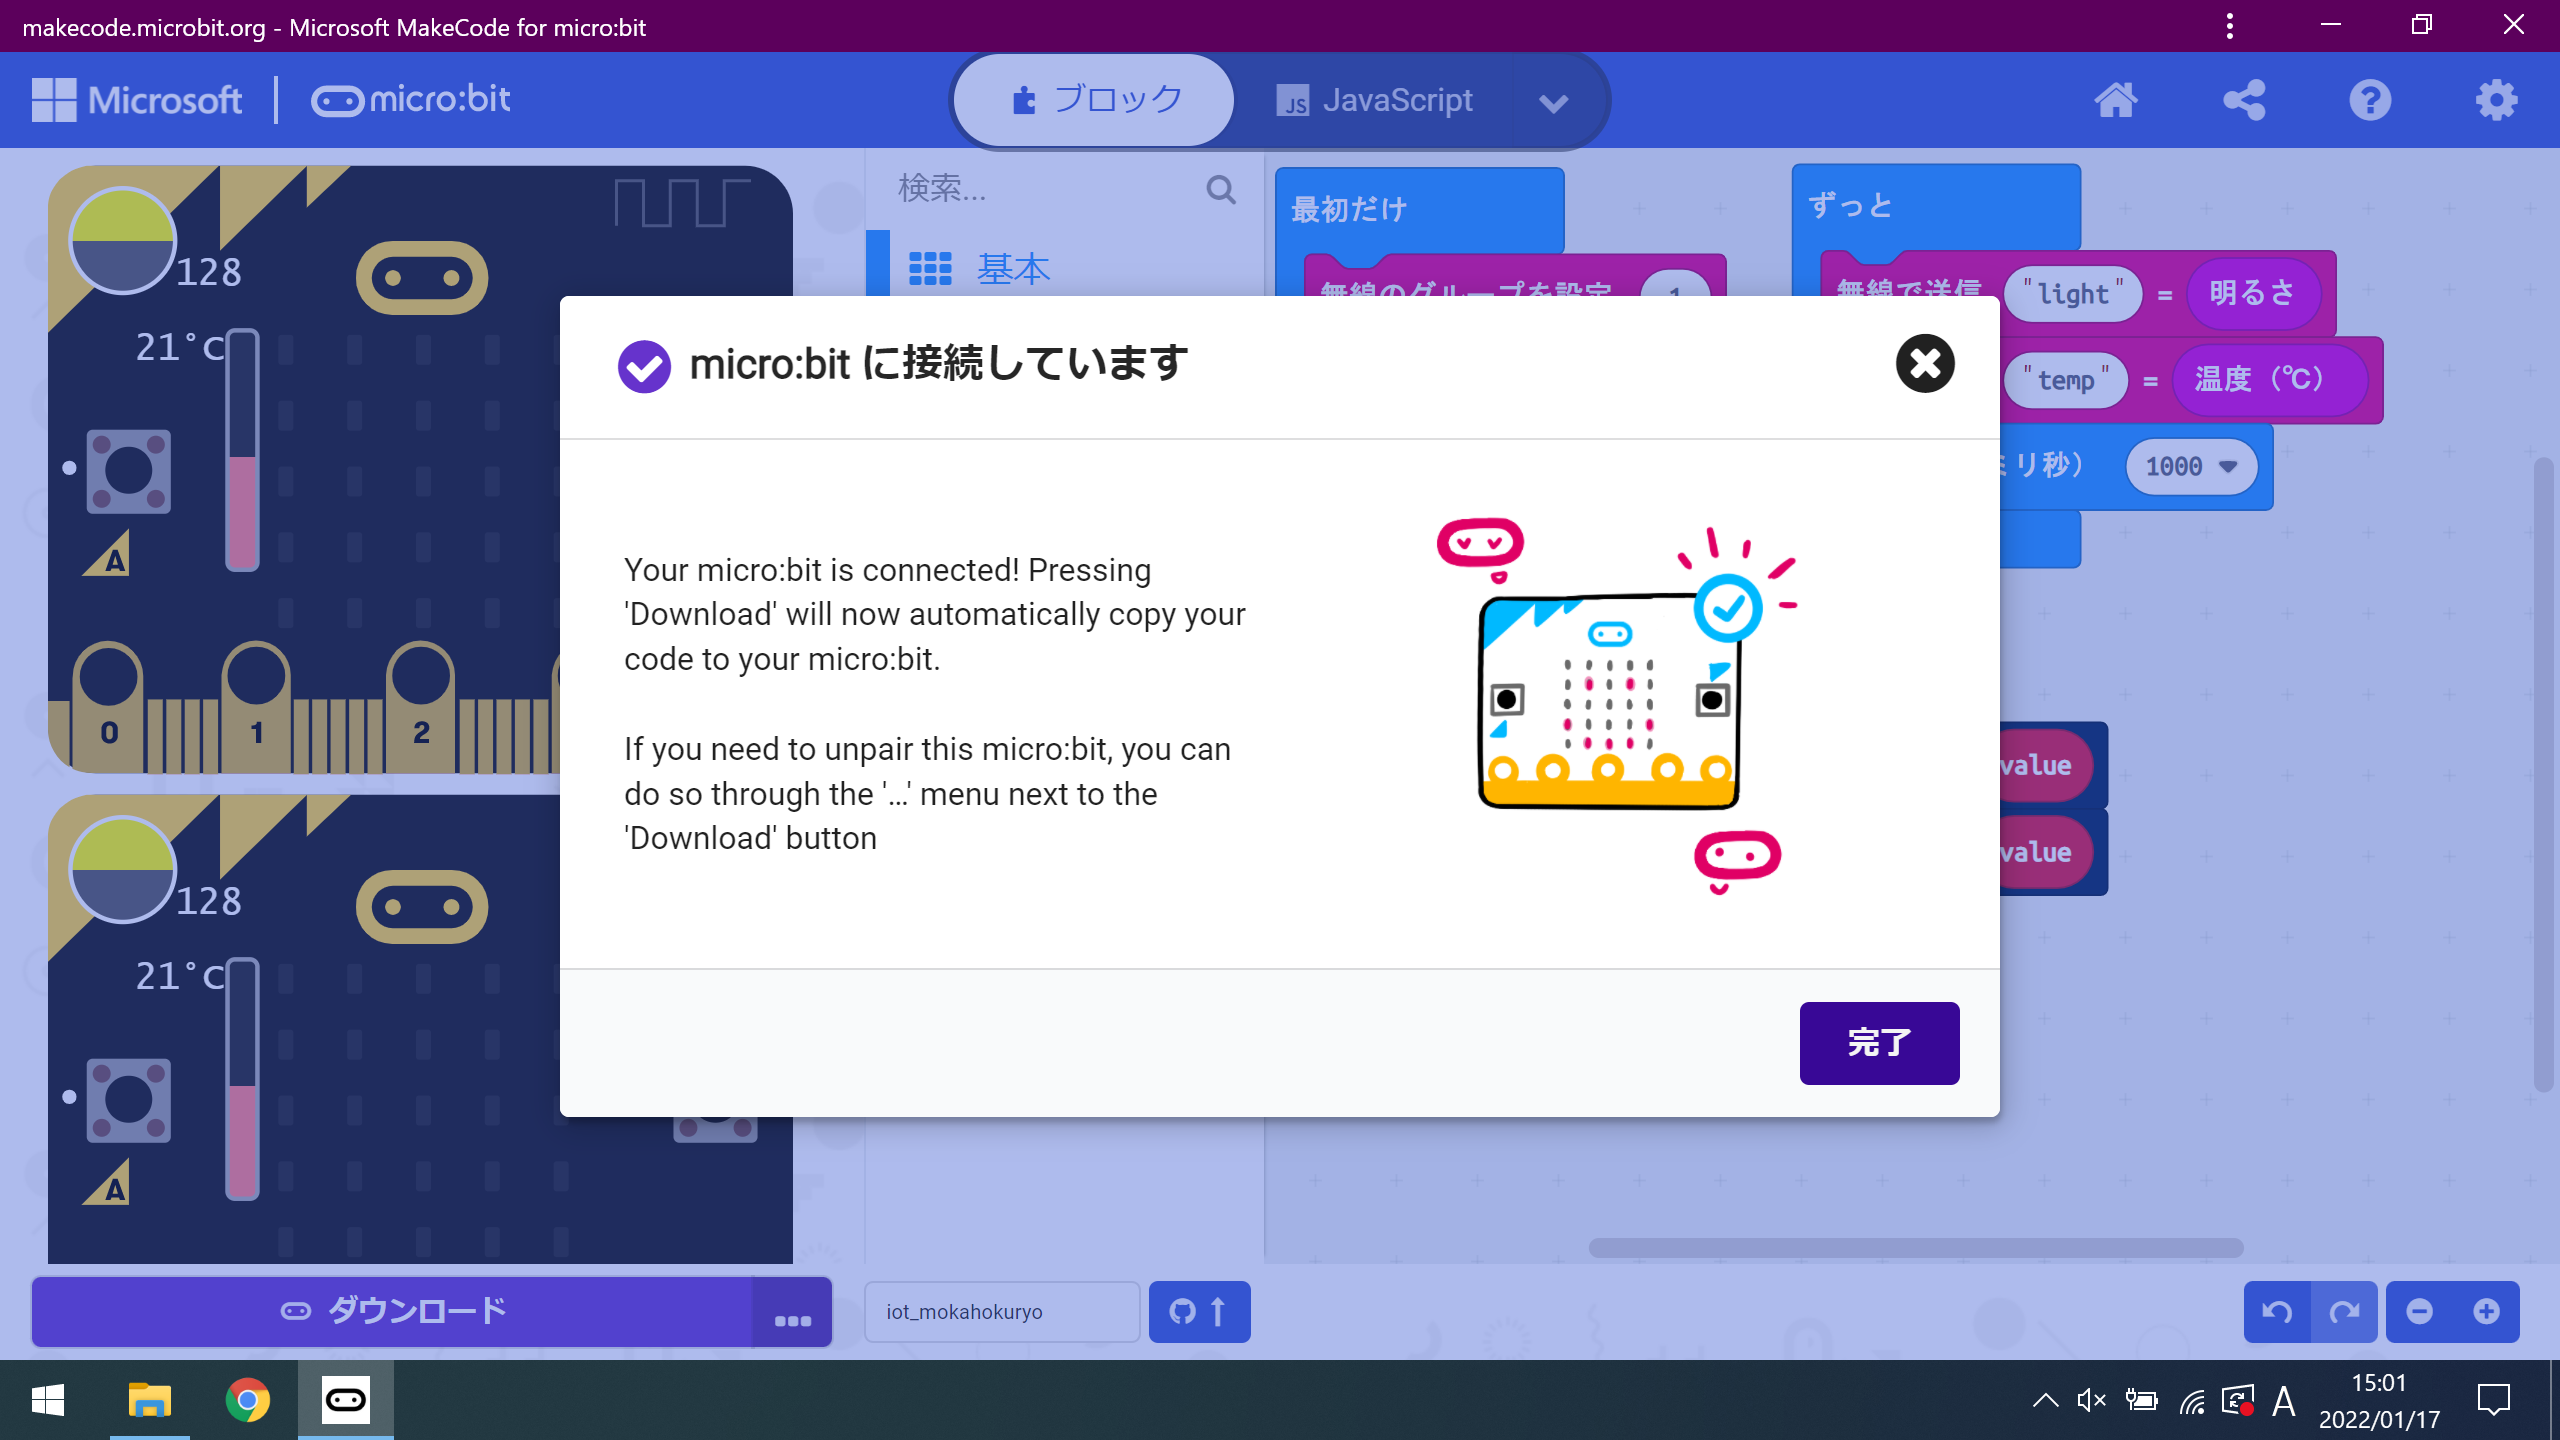 makecode.microbit.org - Microsoft MakeCode for micro:bit
Microsoft micro:bit ブロック JS JavaScript
128
21°C
A
0 1 2
検索...
基本
最初だけ
無線のグループを設定 1
ずっと
無線で送信 "light" = 明るさ
"temp" = 温度 (℃)
ミリ秒) 1000
value
value
micro:bit に接続しています
Your micro:bit is connected! Pressing
'Download' will now automatically copy your
code to your micro:bit.
If you need to unpair this micro:bit, you can
do so through the '...' menu next to the
'Download' button
完了
128
21°C
A
ダウンロード ...
iot_mokahokuryo
A
15:01
2022/01/17